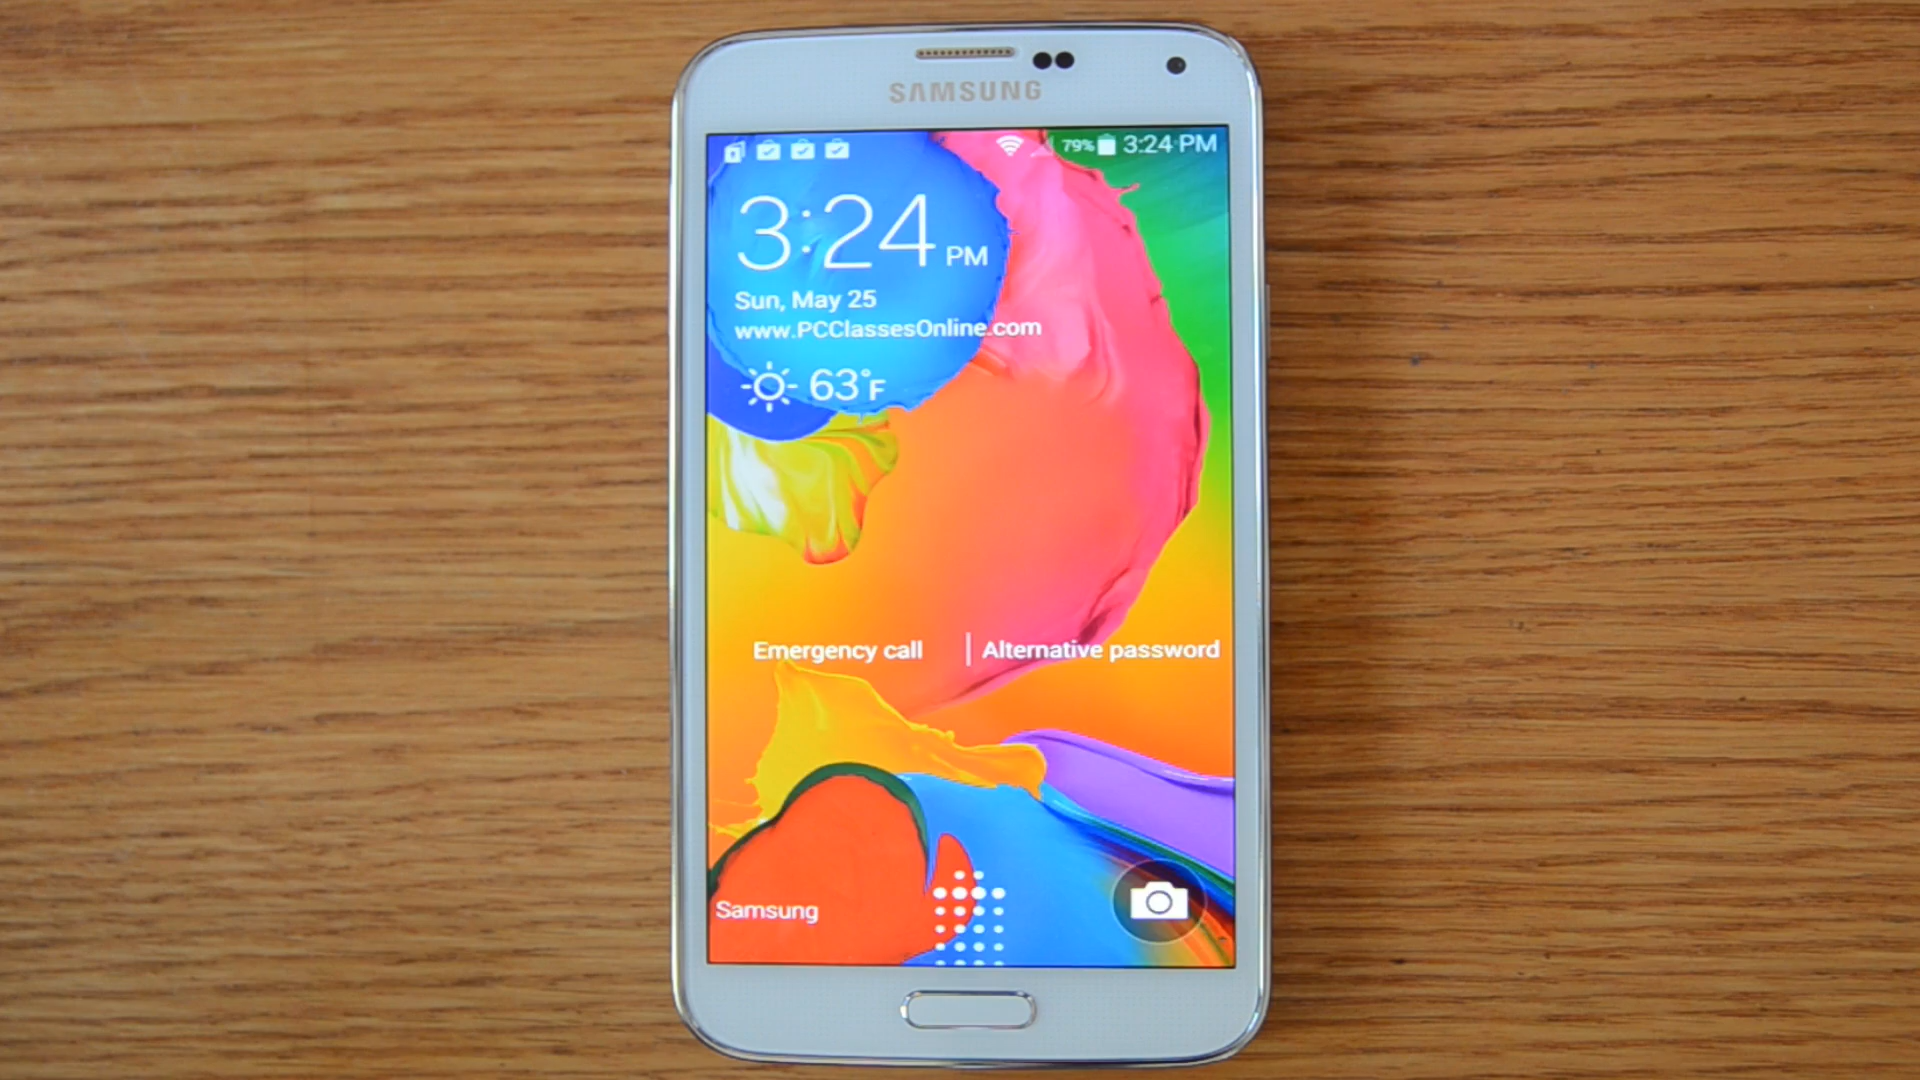 SAMSUNG
79% 3:24 PM
3:24 PM
Sun, May 25
www.PCClassesOnline.com
63°F
Emergency call | Alternative password
Samsung